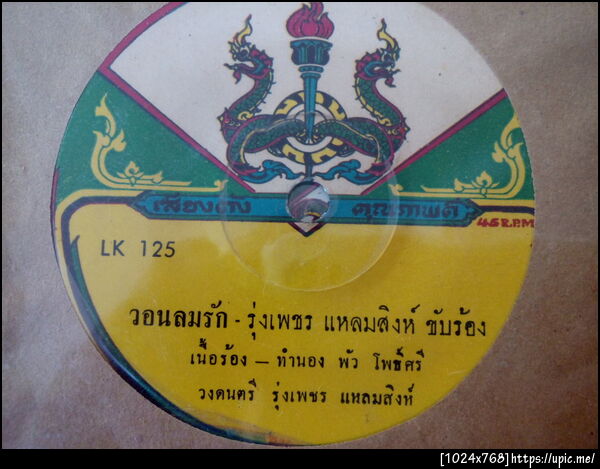 เสียงดัง คุณภาพดี
45 R.P.M
LK 125
วอนลมรัก - รุ่งเพชร แหลมสิงห์ ขับร้อง
เนื้อร้อง — ทำนอง พัว โพธิ์ศรี
วงดนตรี รุ่งเพชร แหลมสิงห์
[1024x768]https://upic.me/